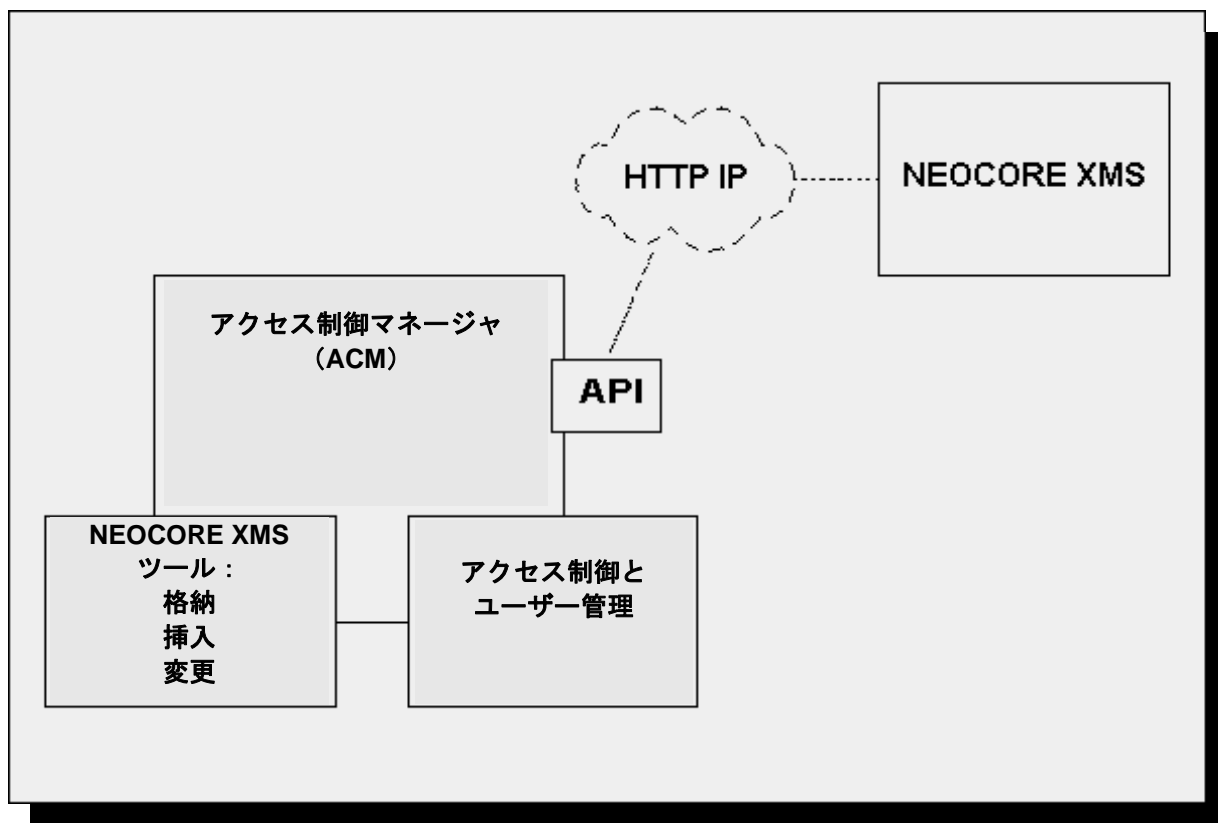 HTTP IP
NEOCORE XMS
アクセス制御マネージャ
（ACM）
API
NEOCORE XMS
ツール：
格納
挿入
変更
アクセス制御と
ユーザー管理